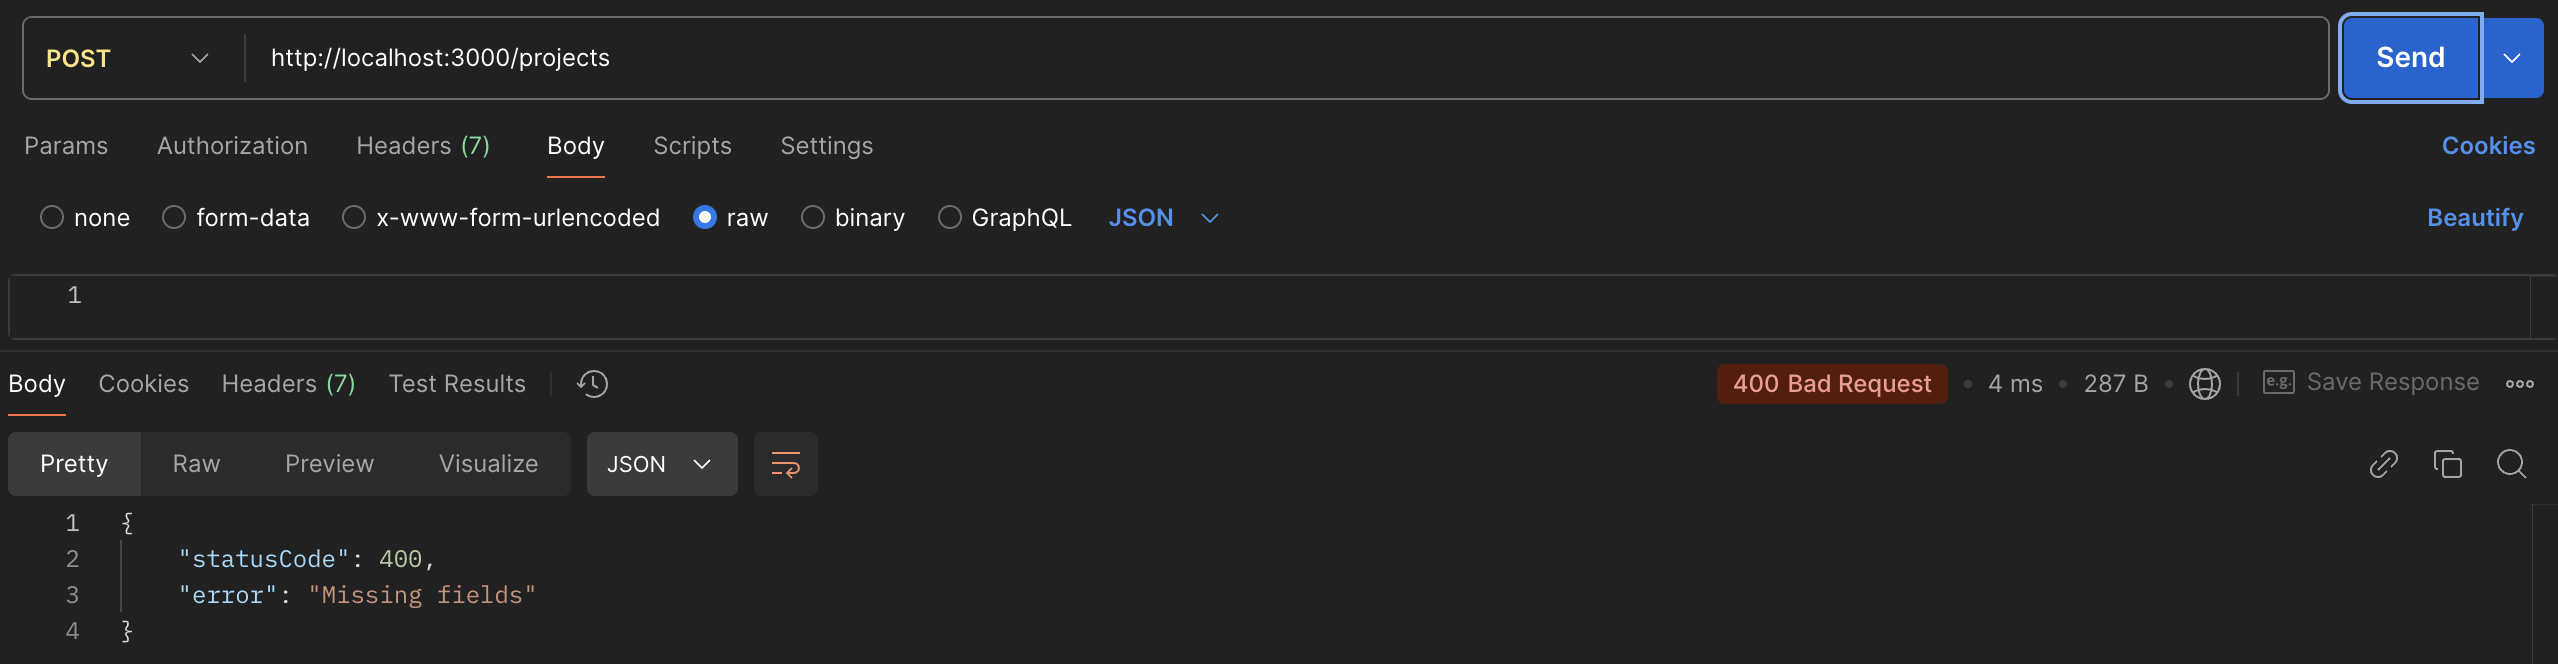 POST http://localhost:3000/projects Send
Params Authorization Headers (7) Body Scripts Settings Cookies
none form-data x-www-form-urlencoded raw binary GraphQL JSON Beautify
1
Body Cookies Headers (7) Test Results 400 Bad Request • 4 ms • 287 B • e.g. Save Response
Pretty Raw Preview Visualize JSON
1 {
2 "statusCode": 400,
3 "error": "Missing fields"
4 }